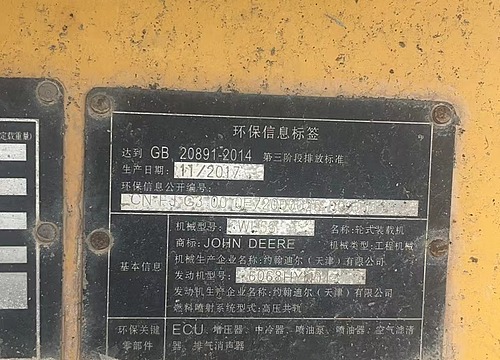 定载重量)
环保信息标签
达到 GB 20891-2014 第三阶段排放标准
生产日期: 11/2017
环保信息公开编号:
CN FJ G3
机械型号: 名称:轮式装载机
商标: JOHN DEERE 机械类型:工程机械
基本信息 机械生产企业名称:约翰迪尔(天津)有限公司
发动机型号:
发动机生产企业名称:约翰迪尔(天津)有限公司
燃料喷射系统型式:高压共轨
环保关键 ECU、增压器、中冷器、喷油泵、喷油器、空气滤清
零部件 器、排气消声器